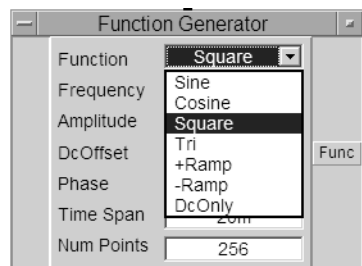 Function Generator
Function Square
Frequency Sine
Cosine
Amplitude Square
DcOffset Tri
+Ramp Func
Phase -Ramp
DcOnly
Time Span
Num Points 256